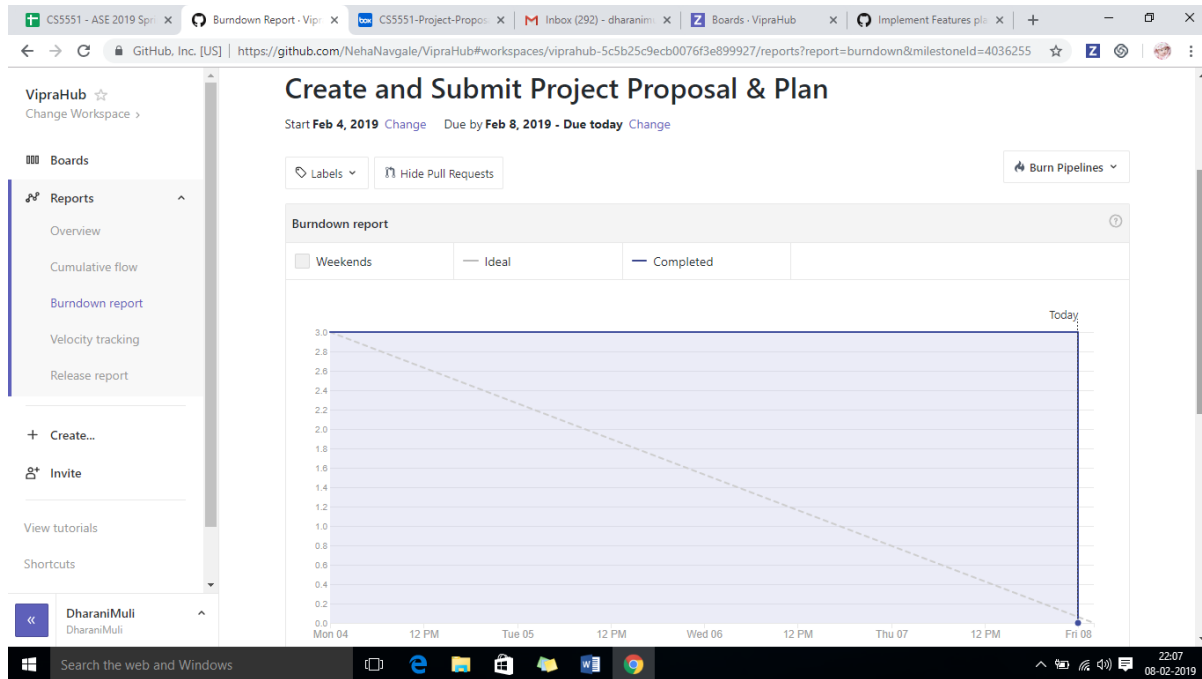 CS5551 - ASE 2019 Spri
Burndown Report · Vipr
CS5551-Project-Propos
Inbox (292) - dharanimu
Boards · VipraHub
Implement Features pla
GitHub, Inc. [US] | https://github.com/NehaNavgale/VipraHub#workspaces/viprahub-5c5b25c9ecb0076f3e899927/reports?report=burndown&milestoneId=4036255
VipraHub
Change Workspace >
Boards
Reports
Overview
Cumulative flow
Burndown report
Velocity tracking
Release report
Create...
Invite
View tutorials
Shortcuts
DharaniMuli
DharaniMuli
Create and Submit Project Proposal & Plan
Start Feb 4, 2019 Change Due by Feb 8, 2019 - Due today Change
Labels Hide Pull Requests Burn Pipelines
Burndown report
Weekends Ideal Completed
Today
3.0
2.8
2.6
2.4
2.2
2.0
1.8
1.6
1.4
1.2
1.0
0.8
0.6
0.4
0.2
0.0
Mon 04 12 PM Tue 05 12 PM Wed 06 12 PM Thu 07 12 PM Fri 08
Search the web and Windows
22:07
08-02-2019